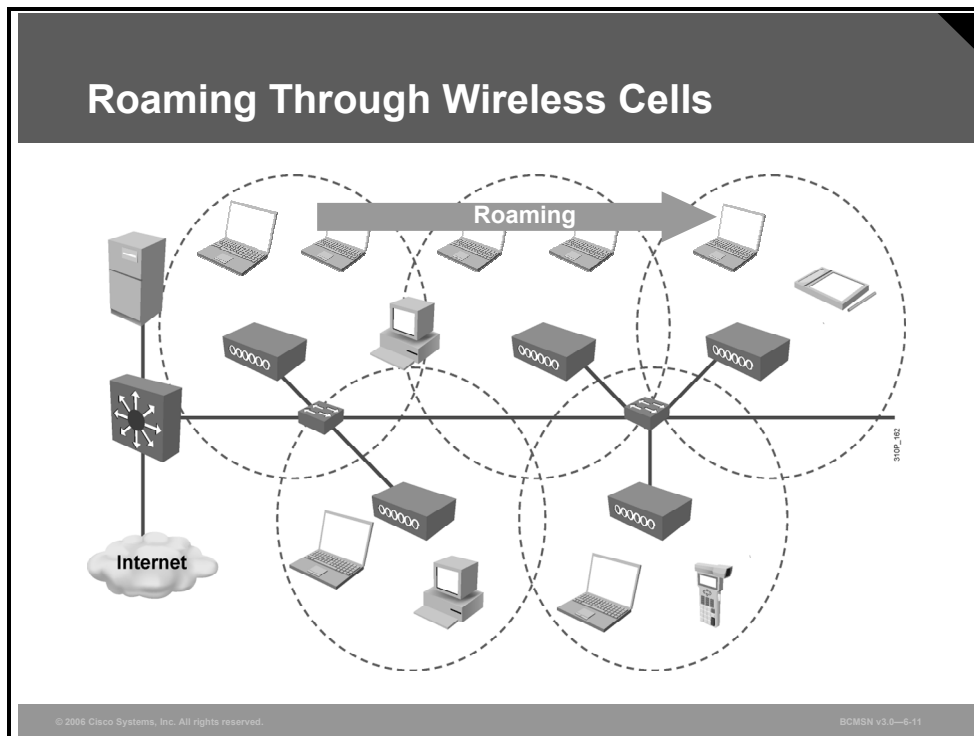 Roaming Through Wireless Cells
Roaming
Internet
310P_162
© 2006 Cisco Systems, Inc. All rights reserved.
BCMSN v3.0—6-11